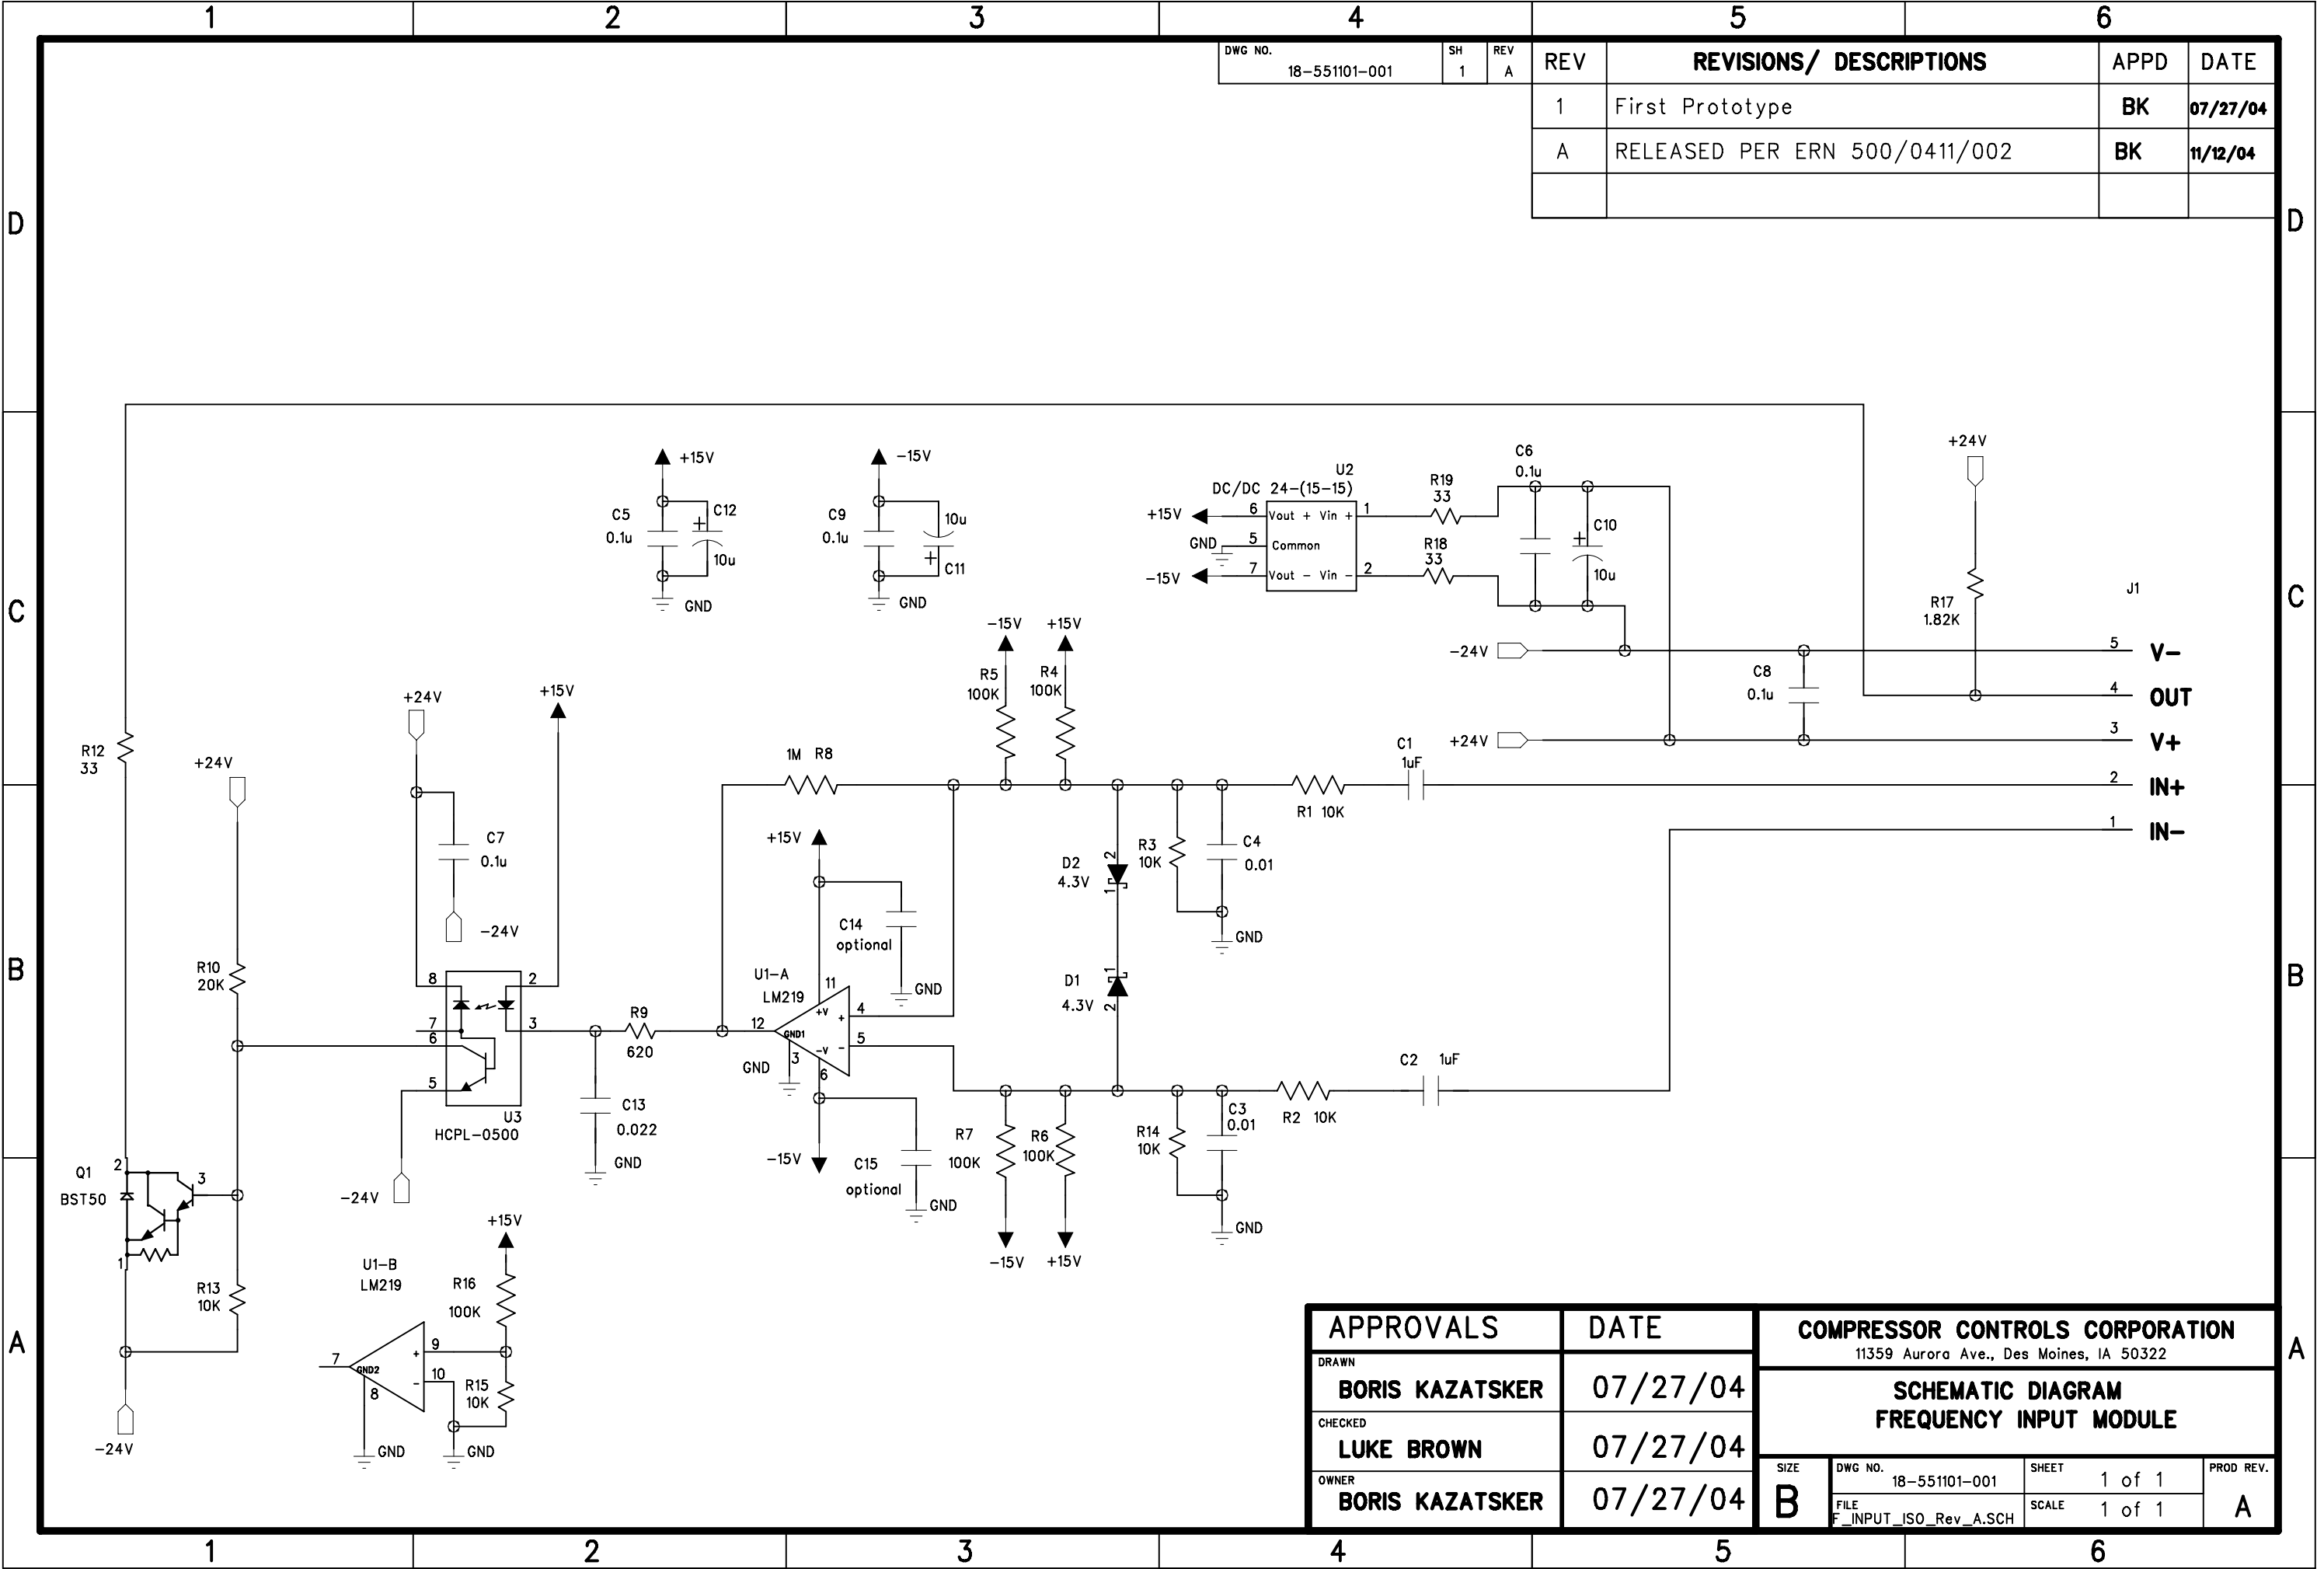 1 2 3 4 5 6
DWG NO. SH REV
18-551101-001 1 A
REV REVISIONS/ DESCRIPTIONS APPD DATE
1 First Prototype BK 07/27/04
A RELEASED PER ERN 500/0411/002 BK 11/12/04
D D
C C
B B
A A
+15V
C5
0.1u
C12
+
10u
GND
-15V
C9
0.1u
10u
+
C11
GND
U2
DC/DC 24-(15-15)
+15V 6 Vout + Vin + 1
GND 5 Common
-15V 7 Vout - Vin - 2
R19
33
R18
33
C6
0.1u
C10
+
10u
+24V
R17
1.82K
J1
-24V
5 V-
C8
0.1u
4 OUT
+24V
3 V+
2 IN+
1 IN-
-15V +15V
R5
100K
R4
100K
1M R8
C1
1uF
R1 10K
R3
10K
C4
0.01
GND
D2
4.3V
2
1
D1
4.3V
1
2
+15V
C14
optional
GND
U1-A
LM219
11
+V
+ 4
- 5
12 GND1
3
GND
-V
6
-15V
C15
optional
GND
R7
100K
R6
100K
-15V +15V
R14
10K
C3
0.01
GND
R2 10K
C2 1uF
R9
620
C13
0.022
GND
+24V
+15V
C7
0.1u
-24V
8 2
7 3
6
5
U3
HCPL-0500
-24V
R12
33
+24V
R10
20K
Q1
BST50
2
3
1
R13
10K
-24V
U1-B
LM219
+15V
R16
100K
R15
10K
7 GND2
8
+ 9
- 10
GND GND
APPROVALS DATE
DRAWN
BORIS KAZATSKER 07/27/04
CHECKED
LUKE BROWN 07/27/04
OWNER
BORIS KAZATSKER 07/27/04
COMPRESSOR CONTROLS CORPORATION
11359 Aurora Ave., Des Moines, IA 50322
SCHEMATIC DIAGRAM
FREQUENCY INPUT MODULE
SIZE
B
DWG NO.
18-551101-001
SHEET 1 of 1
PROD REV.
A
FILE
F_INPUT_ISO_Rev_A.SCH
SCALE 1 of 1
1 2 3 4 5 6